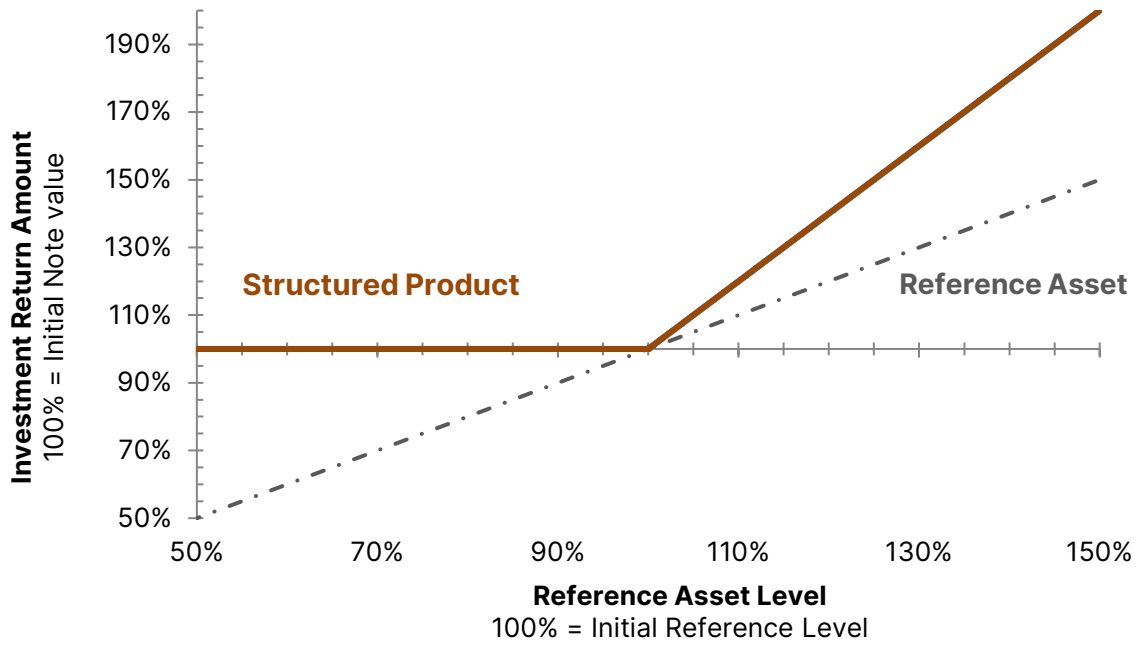 Investment Return Amount
100% = Initial Note value
190%
170%
150%
130%
110%
90%
70%
50%
Structured Product
Reference Asset
50% 70% 90% 110% 130% 150%
Reference Asset Level
100% = Initial Reference Level